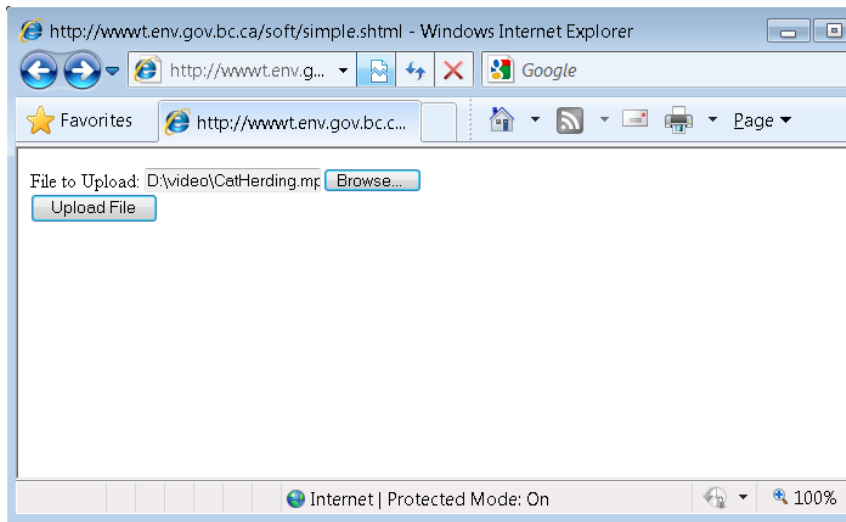 http://wwwt.env.gov.bc.ca/soft/simple.shtml - Windows Internet Explorer
http://wwwt.env.g... Google
Favorites http://wwwt.env.gov.bc.c... Page
File to Upload: D:\video\CatHerding.mp Browse...
Upload File
Internet | Protected Mode: On 100%